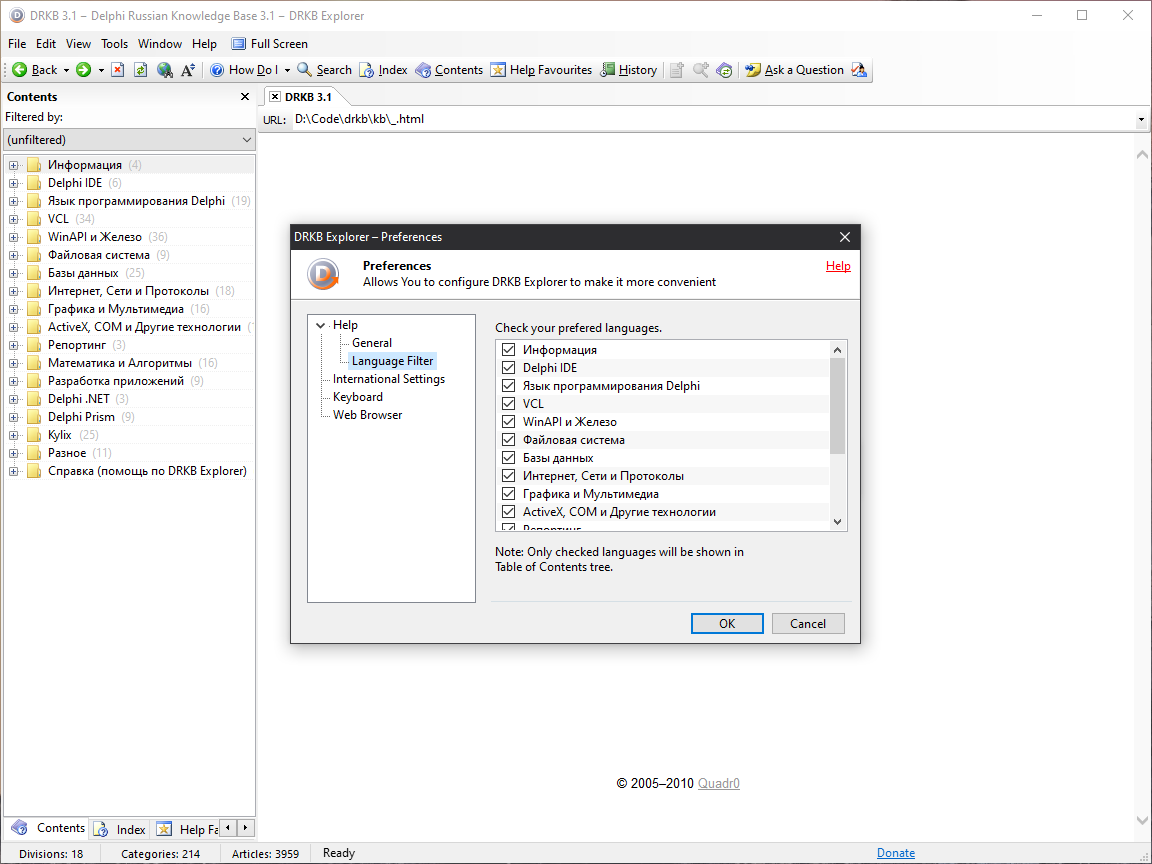 DRKB 3.1 – Delphi Russian Knowledge Base 3.1 – DRKB Explorer
File Edit View Tools Window Help Full Screen
Back How Do I Search Index Contents Help Favourites History Ask a Question
Contents
Filtered by:
(unfiltered)
Информация (4)
Delphi IDE (6)
Язык программирования Delphi (19)
VCL (34)
WinAPI и Железо (36)
Файловая система (9)
Базы данных (25)
Интернет, Сети и Протоколы (18)
Графика и Мультимедиа (16)
ActiveX, COM и Другие технологии
Репортинг (3)
Математика и Алгоритмы (16)
Разработка приложений (9)
Delphi .NET (3)
Delphi Prism (9)
Kylix (25)
Разное (11)
Справка (помощь по DRKB Explorer)
Contents Index Help Fa
DRKB 3.1
URL: D:\Code\drkb\kb\_.html
DRKB Explorer – Preferences
Preferences
Help
Allows You to configure DRKB Explorer to make it more convenient
Help
General
Language Filter
International Settings
Keyboard
Web Browser
Check your prefered languages.
Информация
Delphi IDE
Язык программирования Delphi
VCL
WinAPI и Железо
Файловая система
Базы данных
Интернет, Сети и Протоколы
Графика и Мультимедиа
ActiveX, COM и Другие технологии
Репортинг
Note: Only checked languages will be shown in
Table of Contents tree.
OK Cancel
© 2005–2010 Quadr0
Divisions: 18 Categories: 214 Articles: 3959 Ready Donate